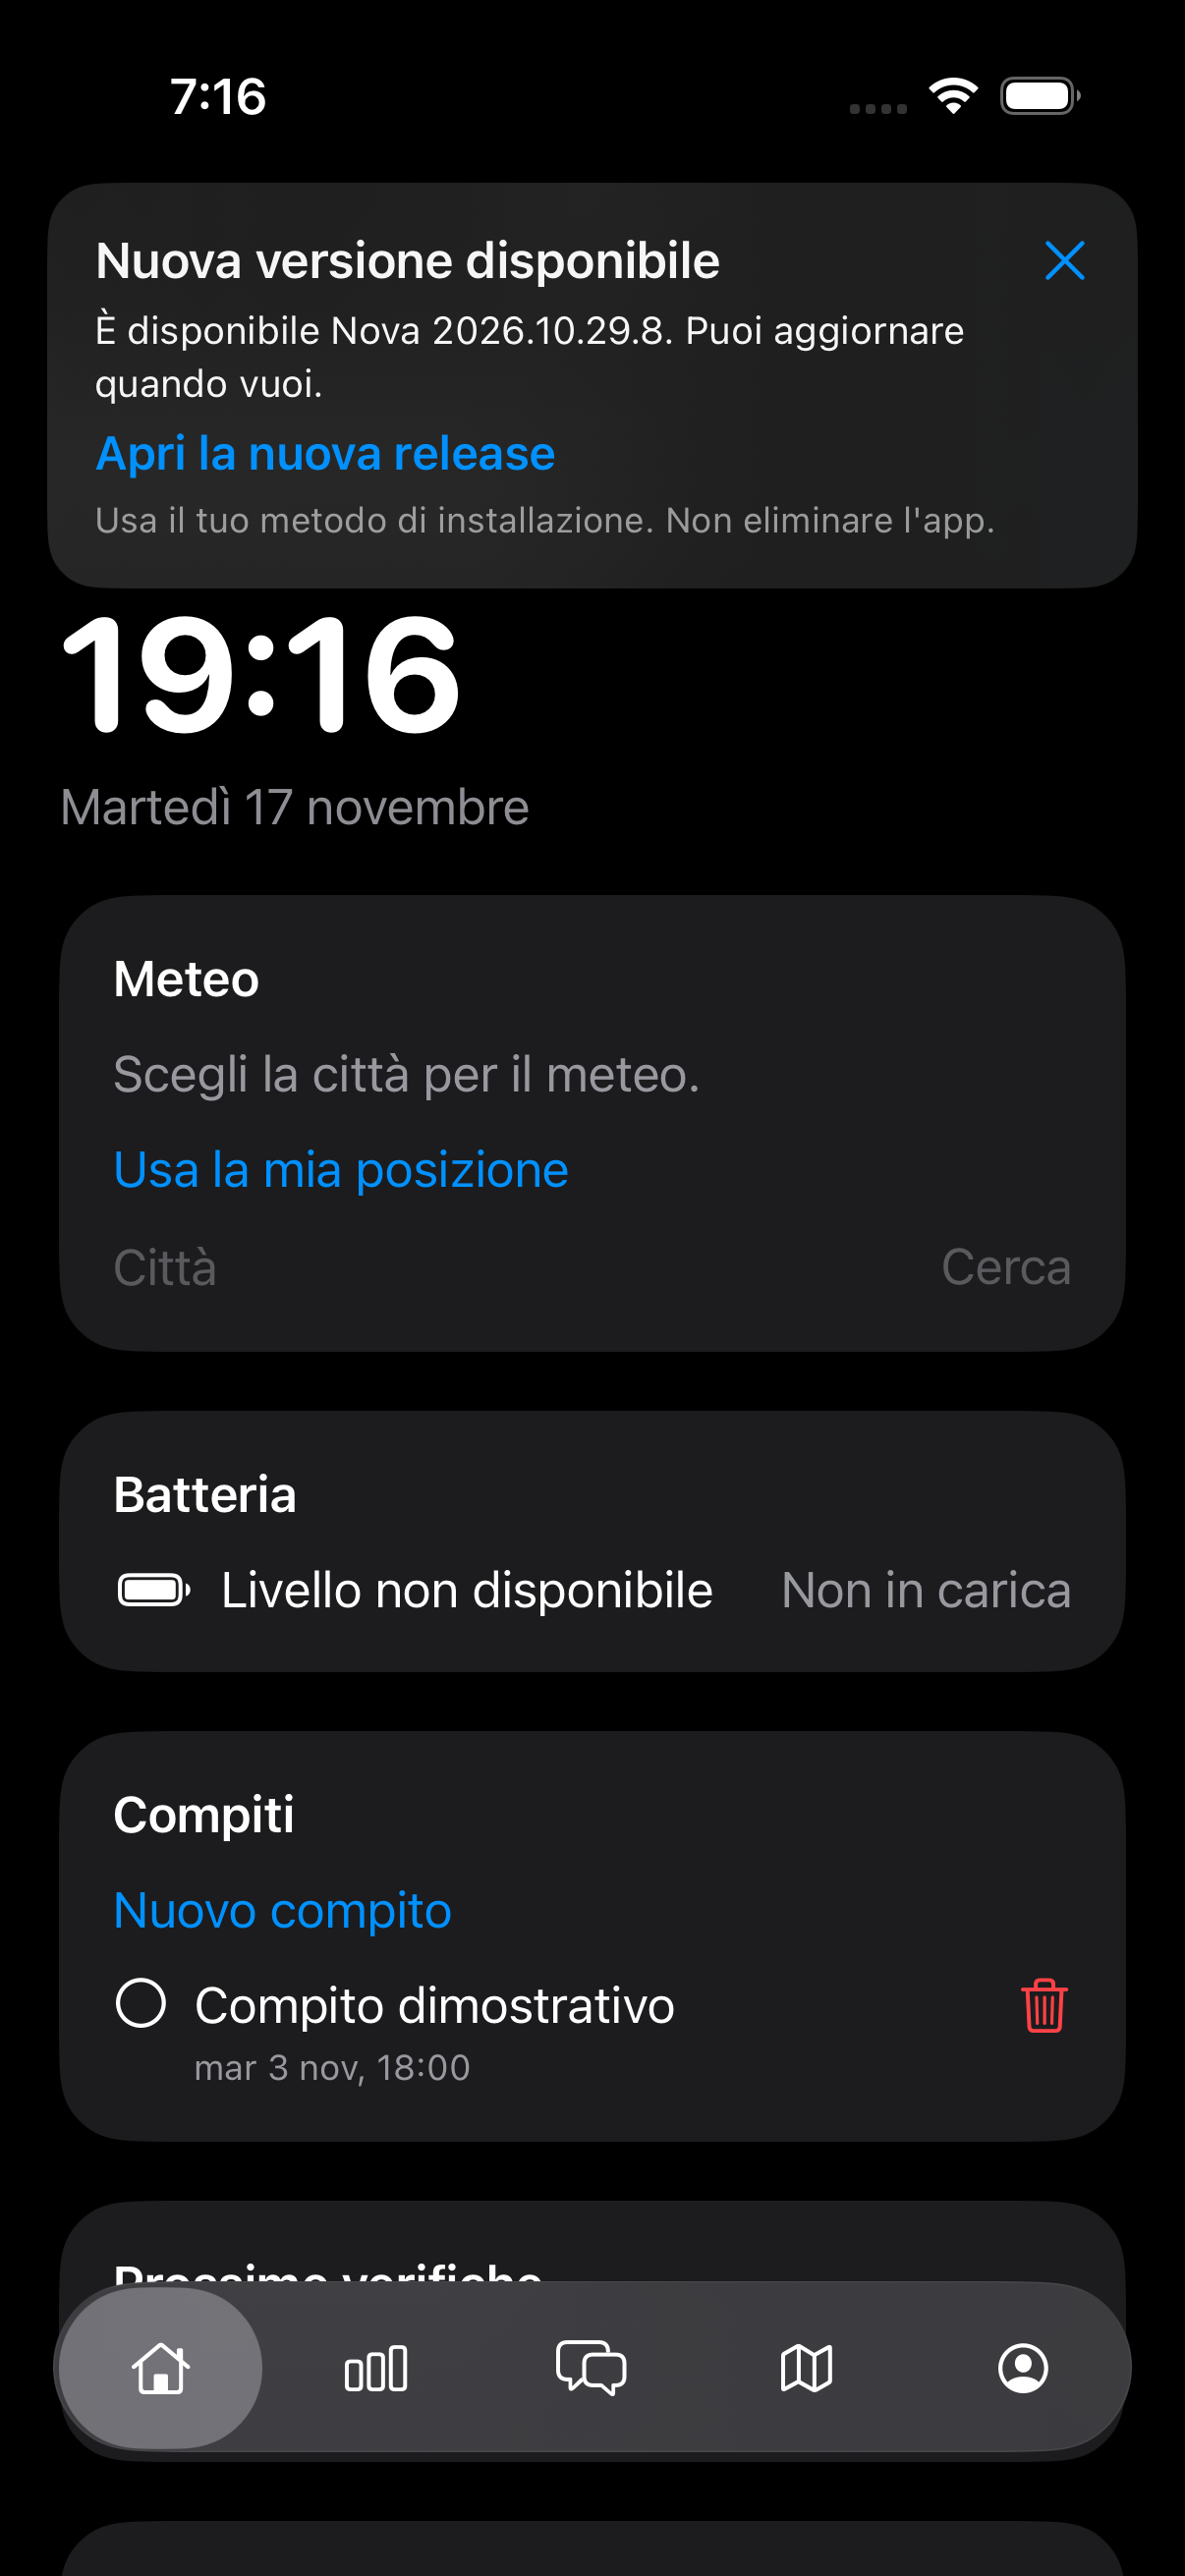 7:16
Nuova versione disponibile
È disponibile Nova 2026.10.29.8. Puoi aggiornare
quando vuoi.
Apri la nuova release
Usa il tuo metodo di installazione. Non eliminare l'app.
19:16
Martedì 17 novembre
Meteo
Scegli la città per il meteo.
Usa la mia posizione
Città Cerca
Batteria
Livello non disponibile Non in carica
Compiti
Nuovo compito
Compito dimostrativo
mar 3 nov, 18:00
Prossime verifiche